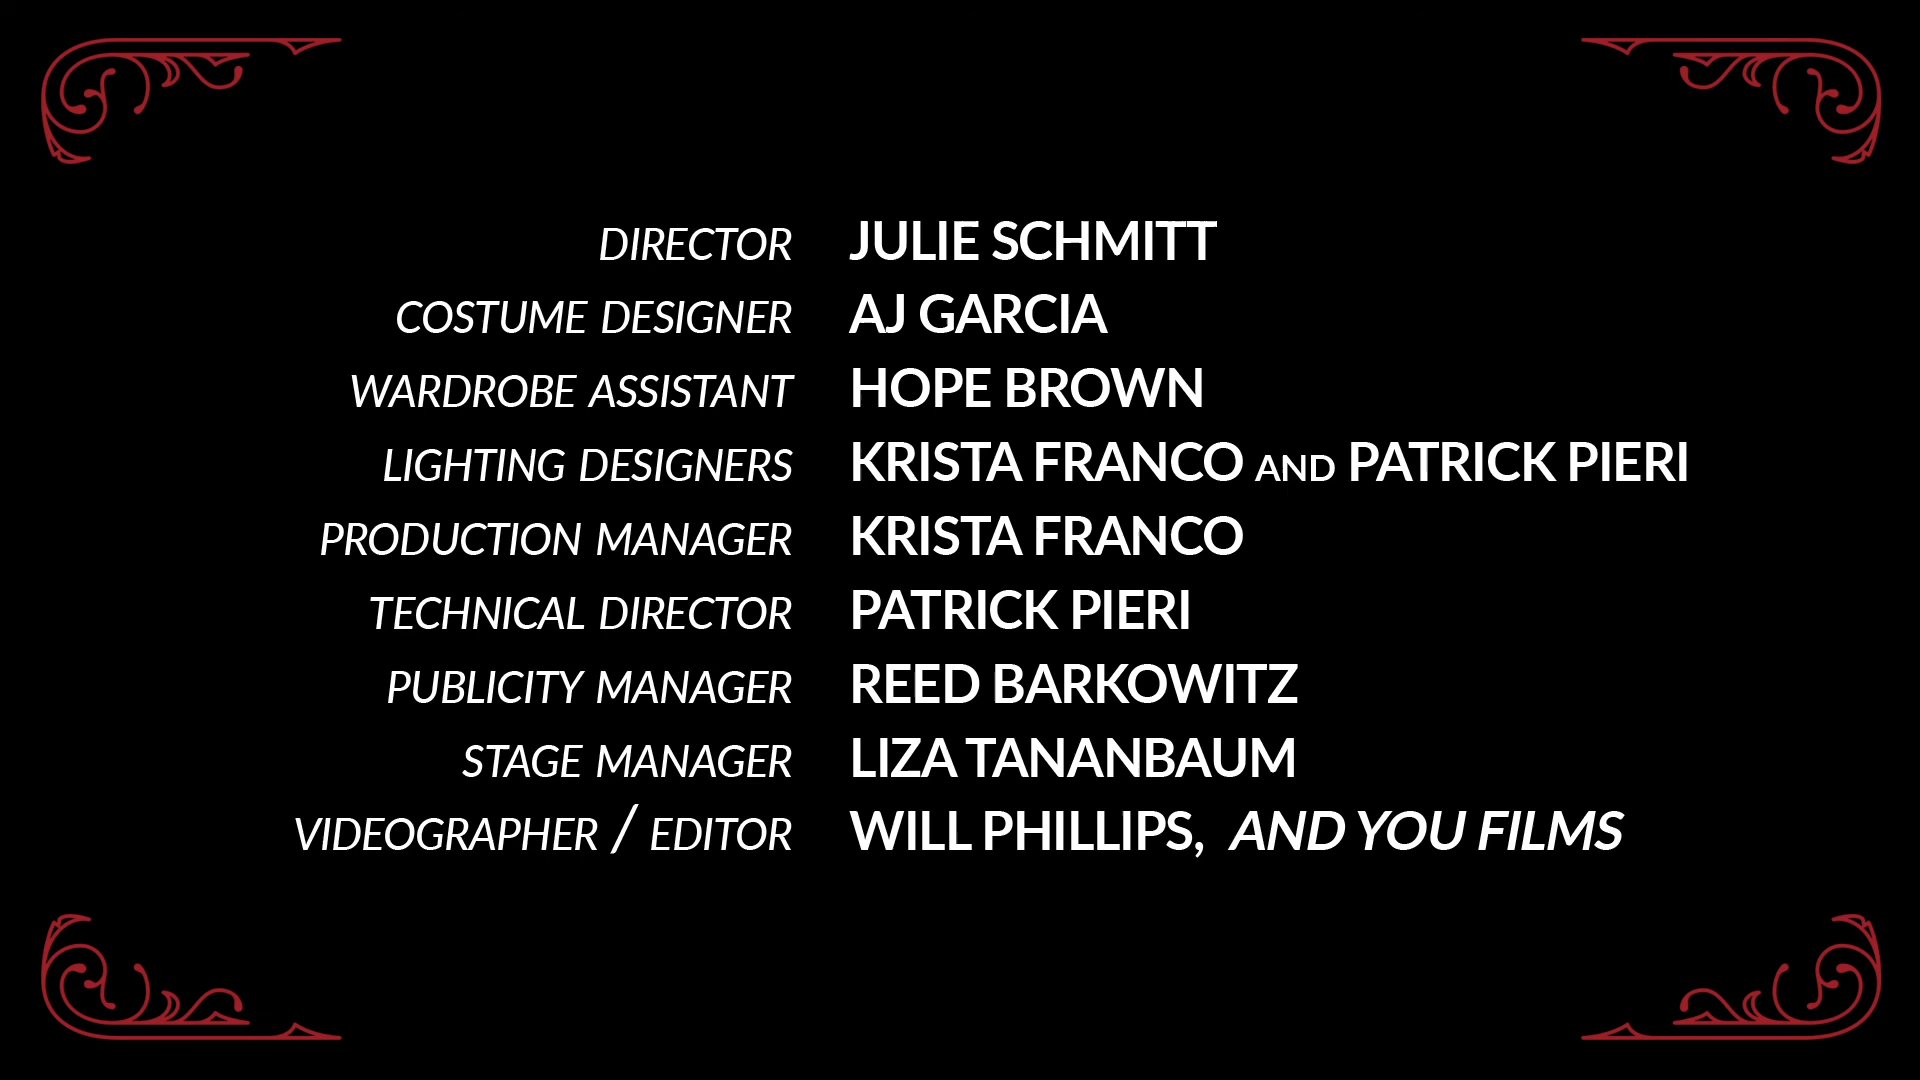 DIRECTOR JULIE SCHMITT
COSTUME DESIGNER AJ GARCIA
WARDROBE ASSISTANT HOPE BROWN
LIGHTING DESIGNERS KRISTA FRANCO AND PATRICK PIERI
PRODUCTION MANAGER KRISTA FRANCO
TECHNICAL DIRECTOR PATRICK PIERI
PUBLICITY MANAGER REED BARKOWITZ
STAGE MANAGER LIZA TANANBAUM
VIDEOGRAPHER / EDITOR WILL PHILLIPS, AND YOU FILMS